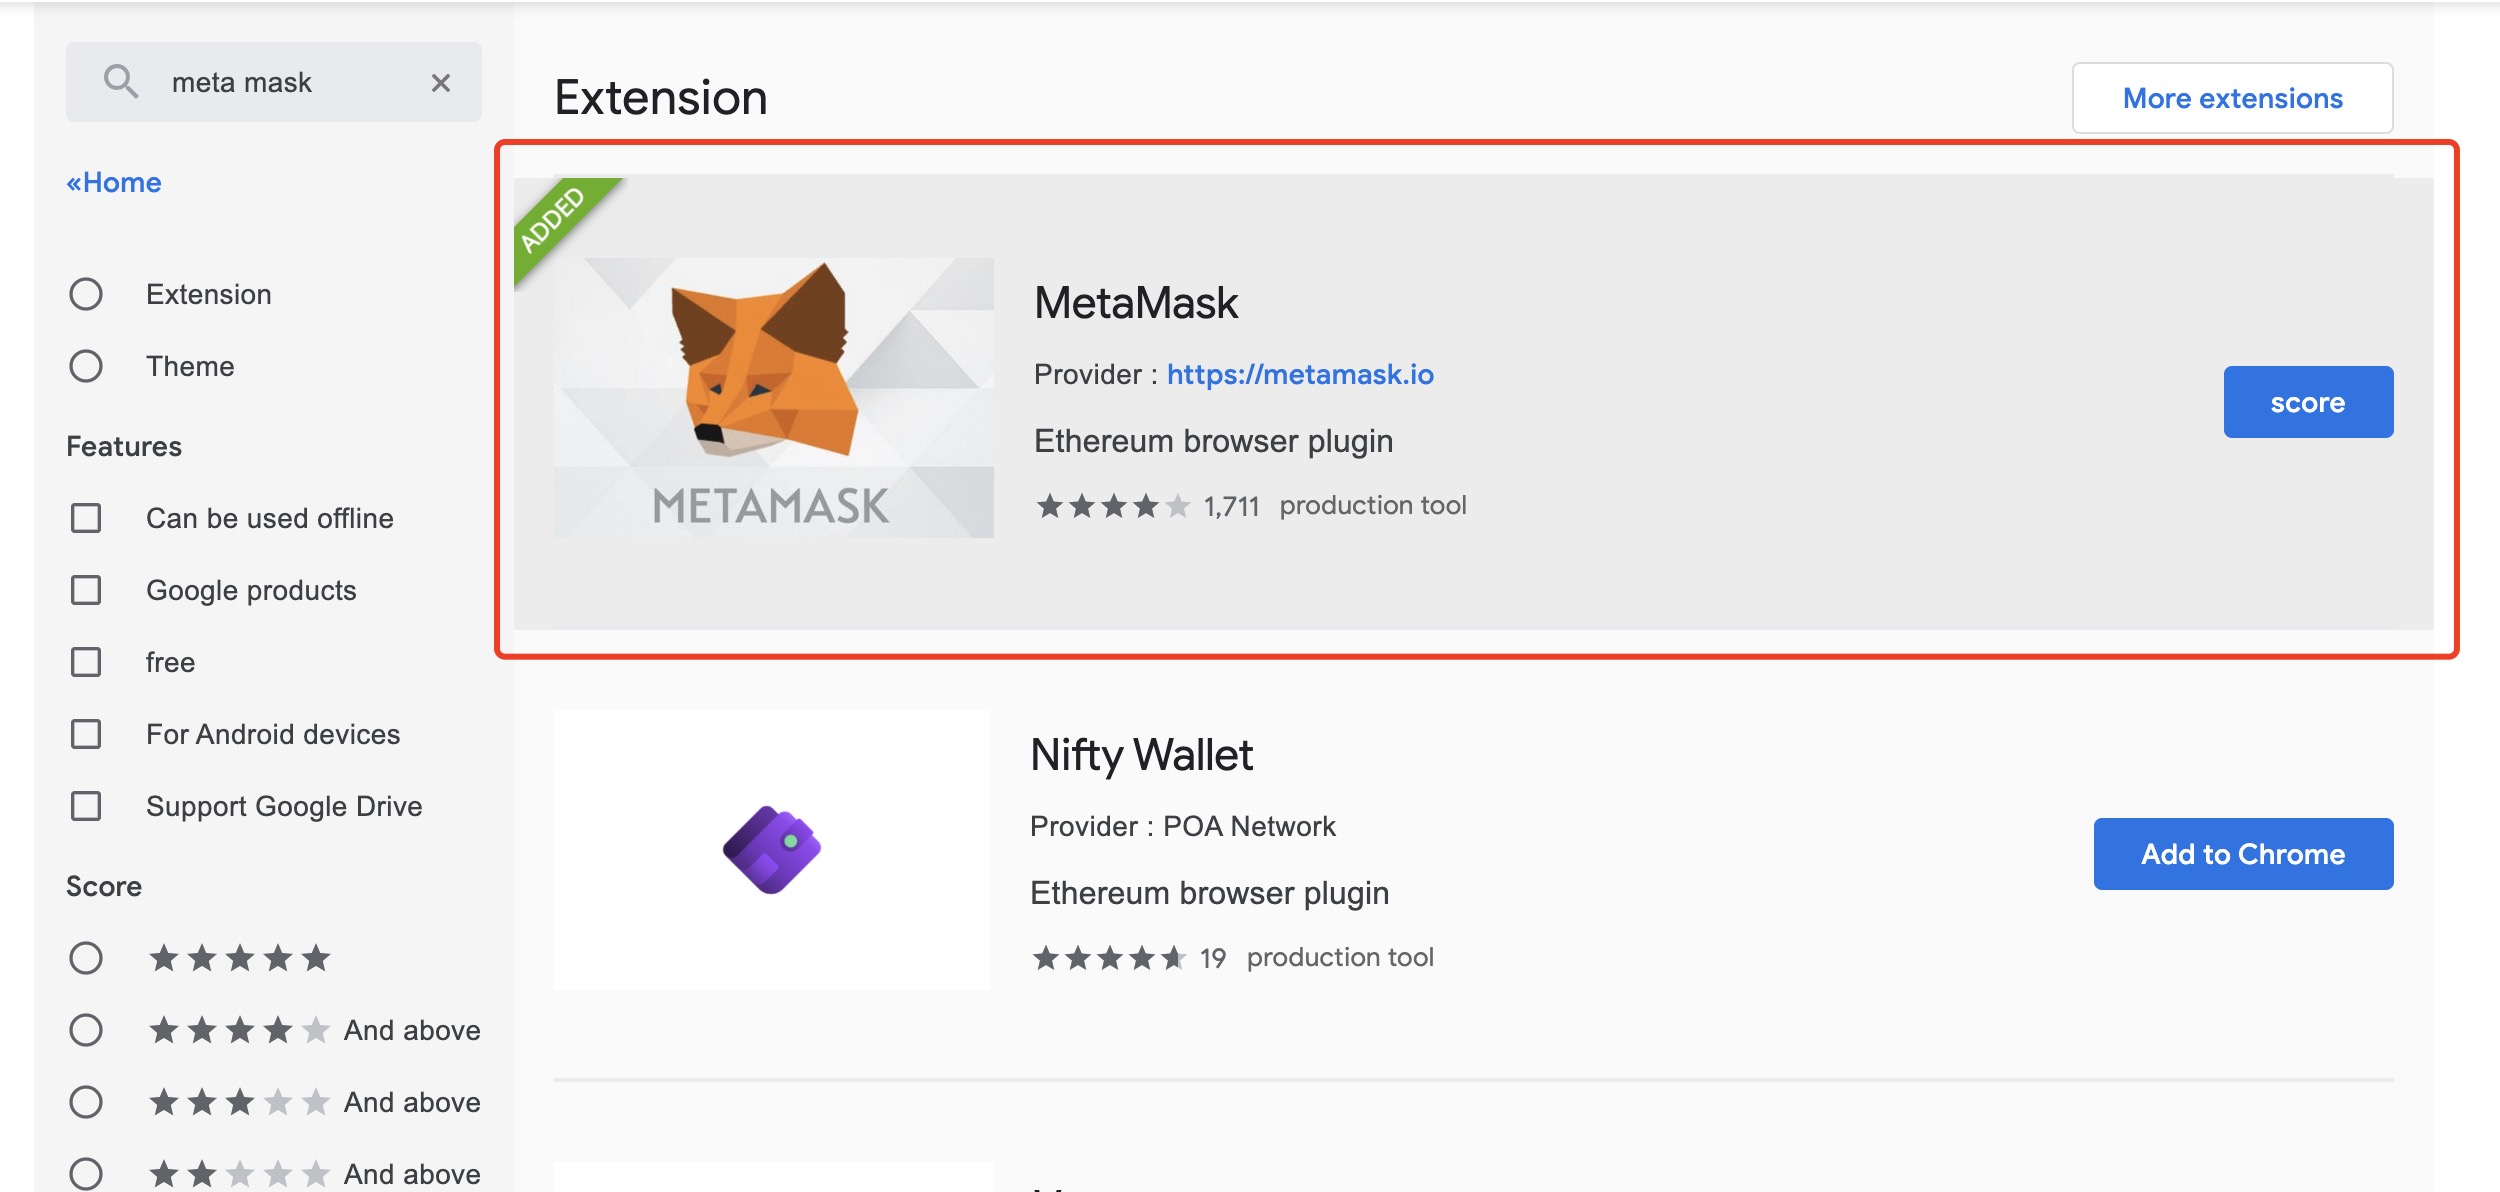 meta mask
«Home
Extension
Theme
Features
Can be used offline
Google products
free
For Android devices
Support Google Drive
Score
And above
And above
And above
Extension
More extensions
ADDED
METAMASK
MetaMask
Provider : https://metamask.io
Ethereum browser plugin
1,711 production tool
score
Nifty Wallet
Provider : POA Network
Ethereum browser plugin
19 production tool
Add to Chrome